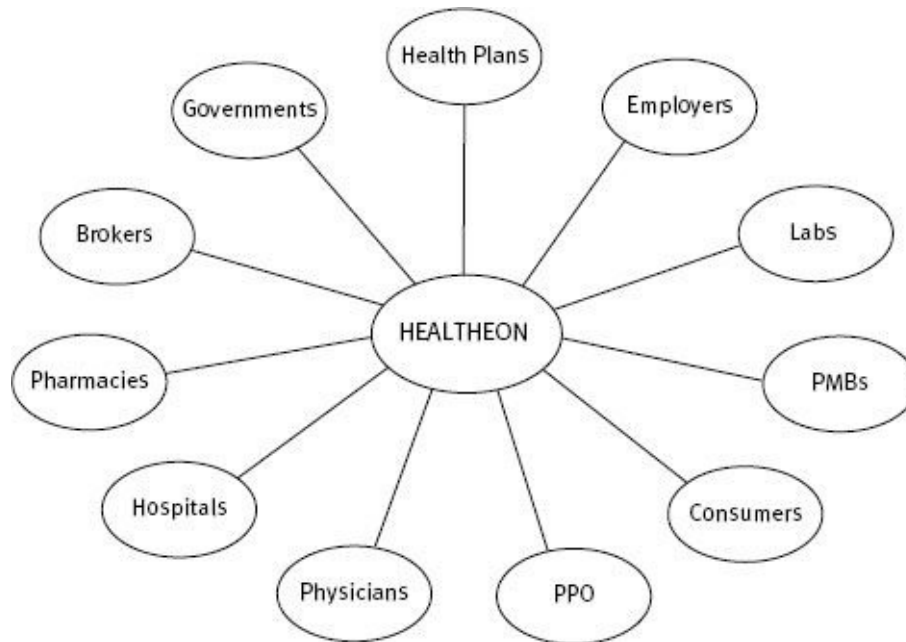 Health Plans
Governments
Employers
Brokers
Labs
HEALTHEON
Pharmacies
PMBs
Hospitals
Consumers
Physicians
PPO